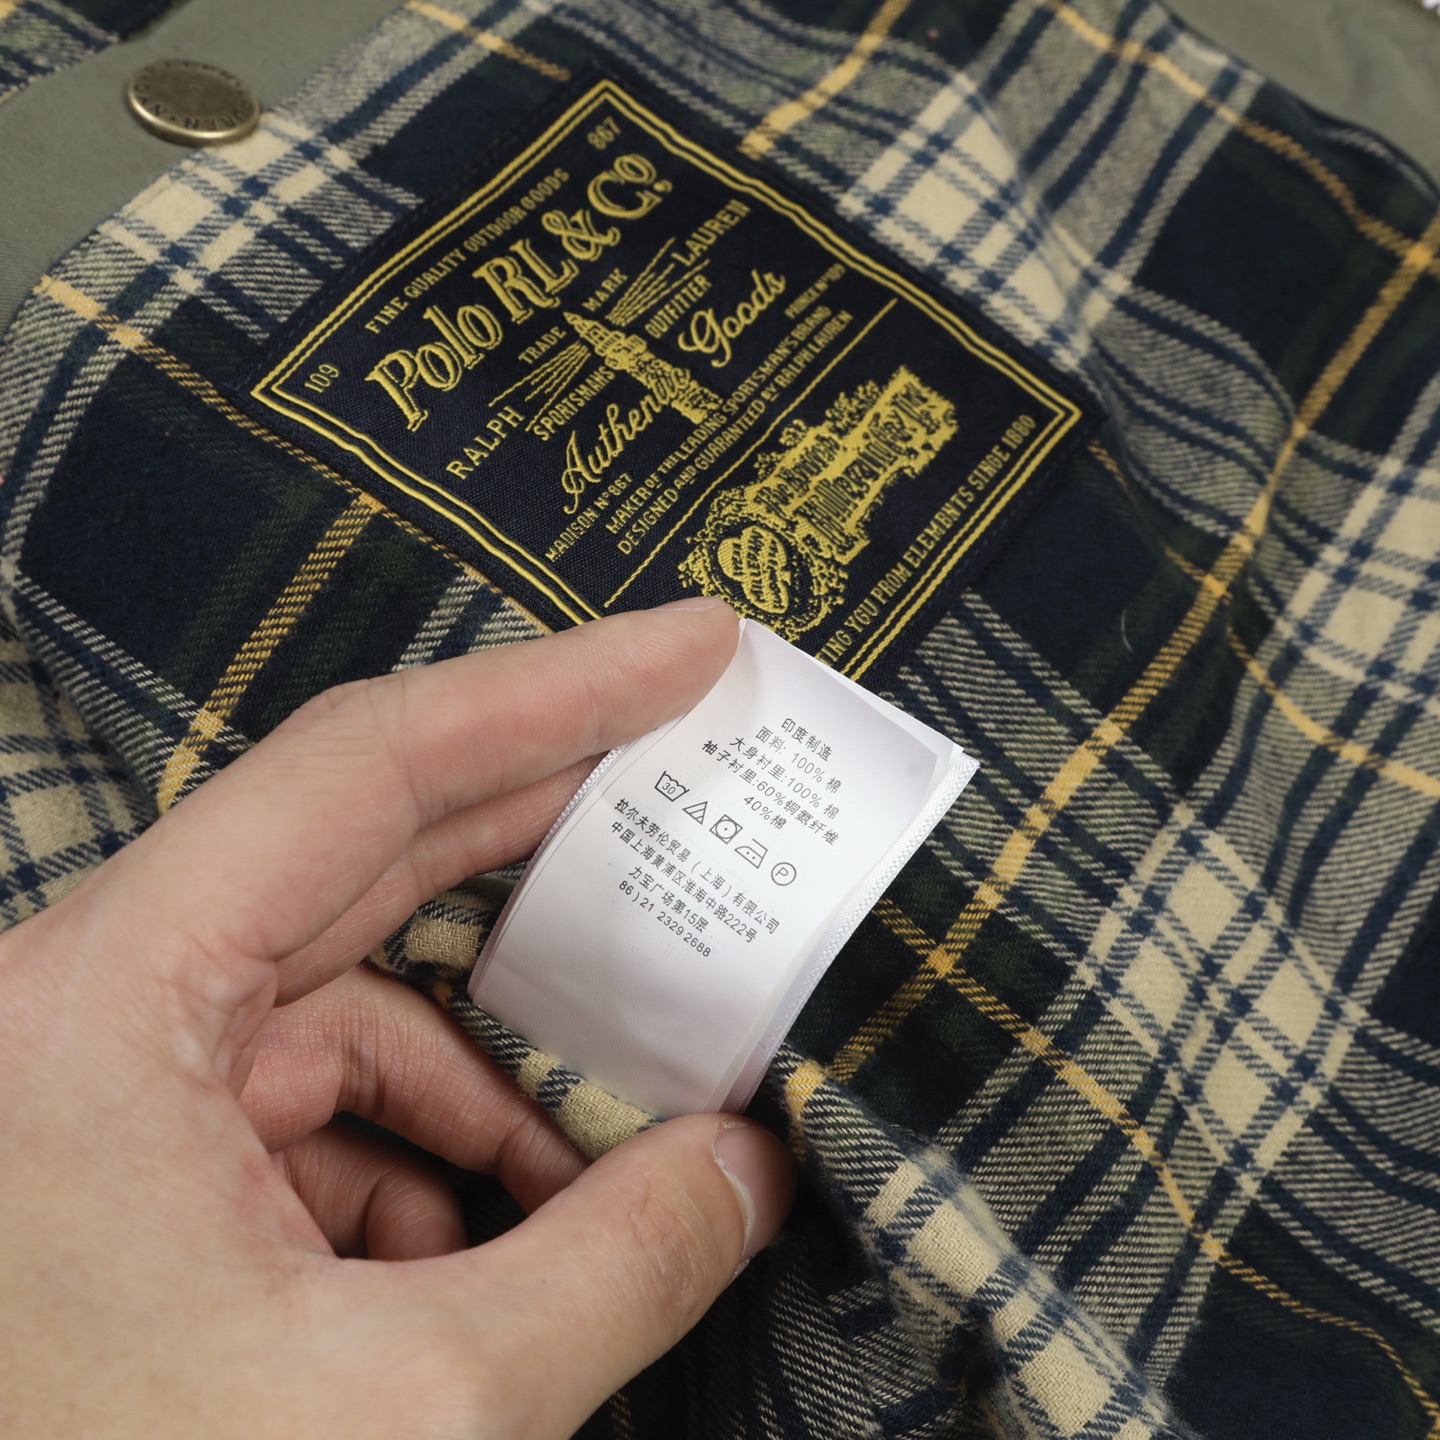 FINE QUALITY OUTDOOR GOODS
867
109
POLO RL & Co.
TRADE MARK
RALPH LAUREN
SPORTSMANS OUTFITTER
Authentic Goods
MADISON Nº 867
MAKER OF THE LEADING SPORTSMAN'S BRAND
DESIGNED AND GUARANTEED BY RALPH LAUREN
TING YOU FROM ELEMENTS SINCE 1880
印度制造
面料: 100% 棉
大身衬里:100% 棉
袖子衬里:60%铜氨纤维
40%棉
30
P
拉尔夫劳伦贸易（上海）有限公司
中国上海黄浦区淮海中路222号
力宝广场第15层
86)21 2329 2688